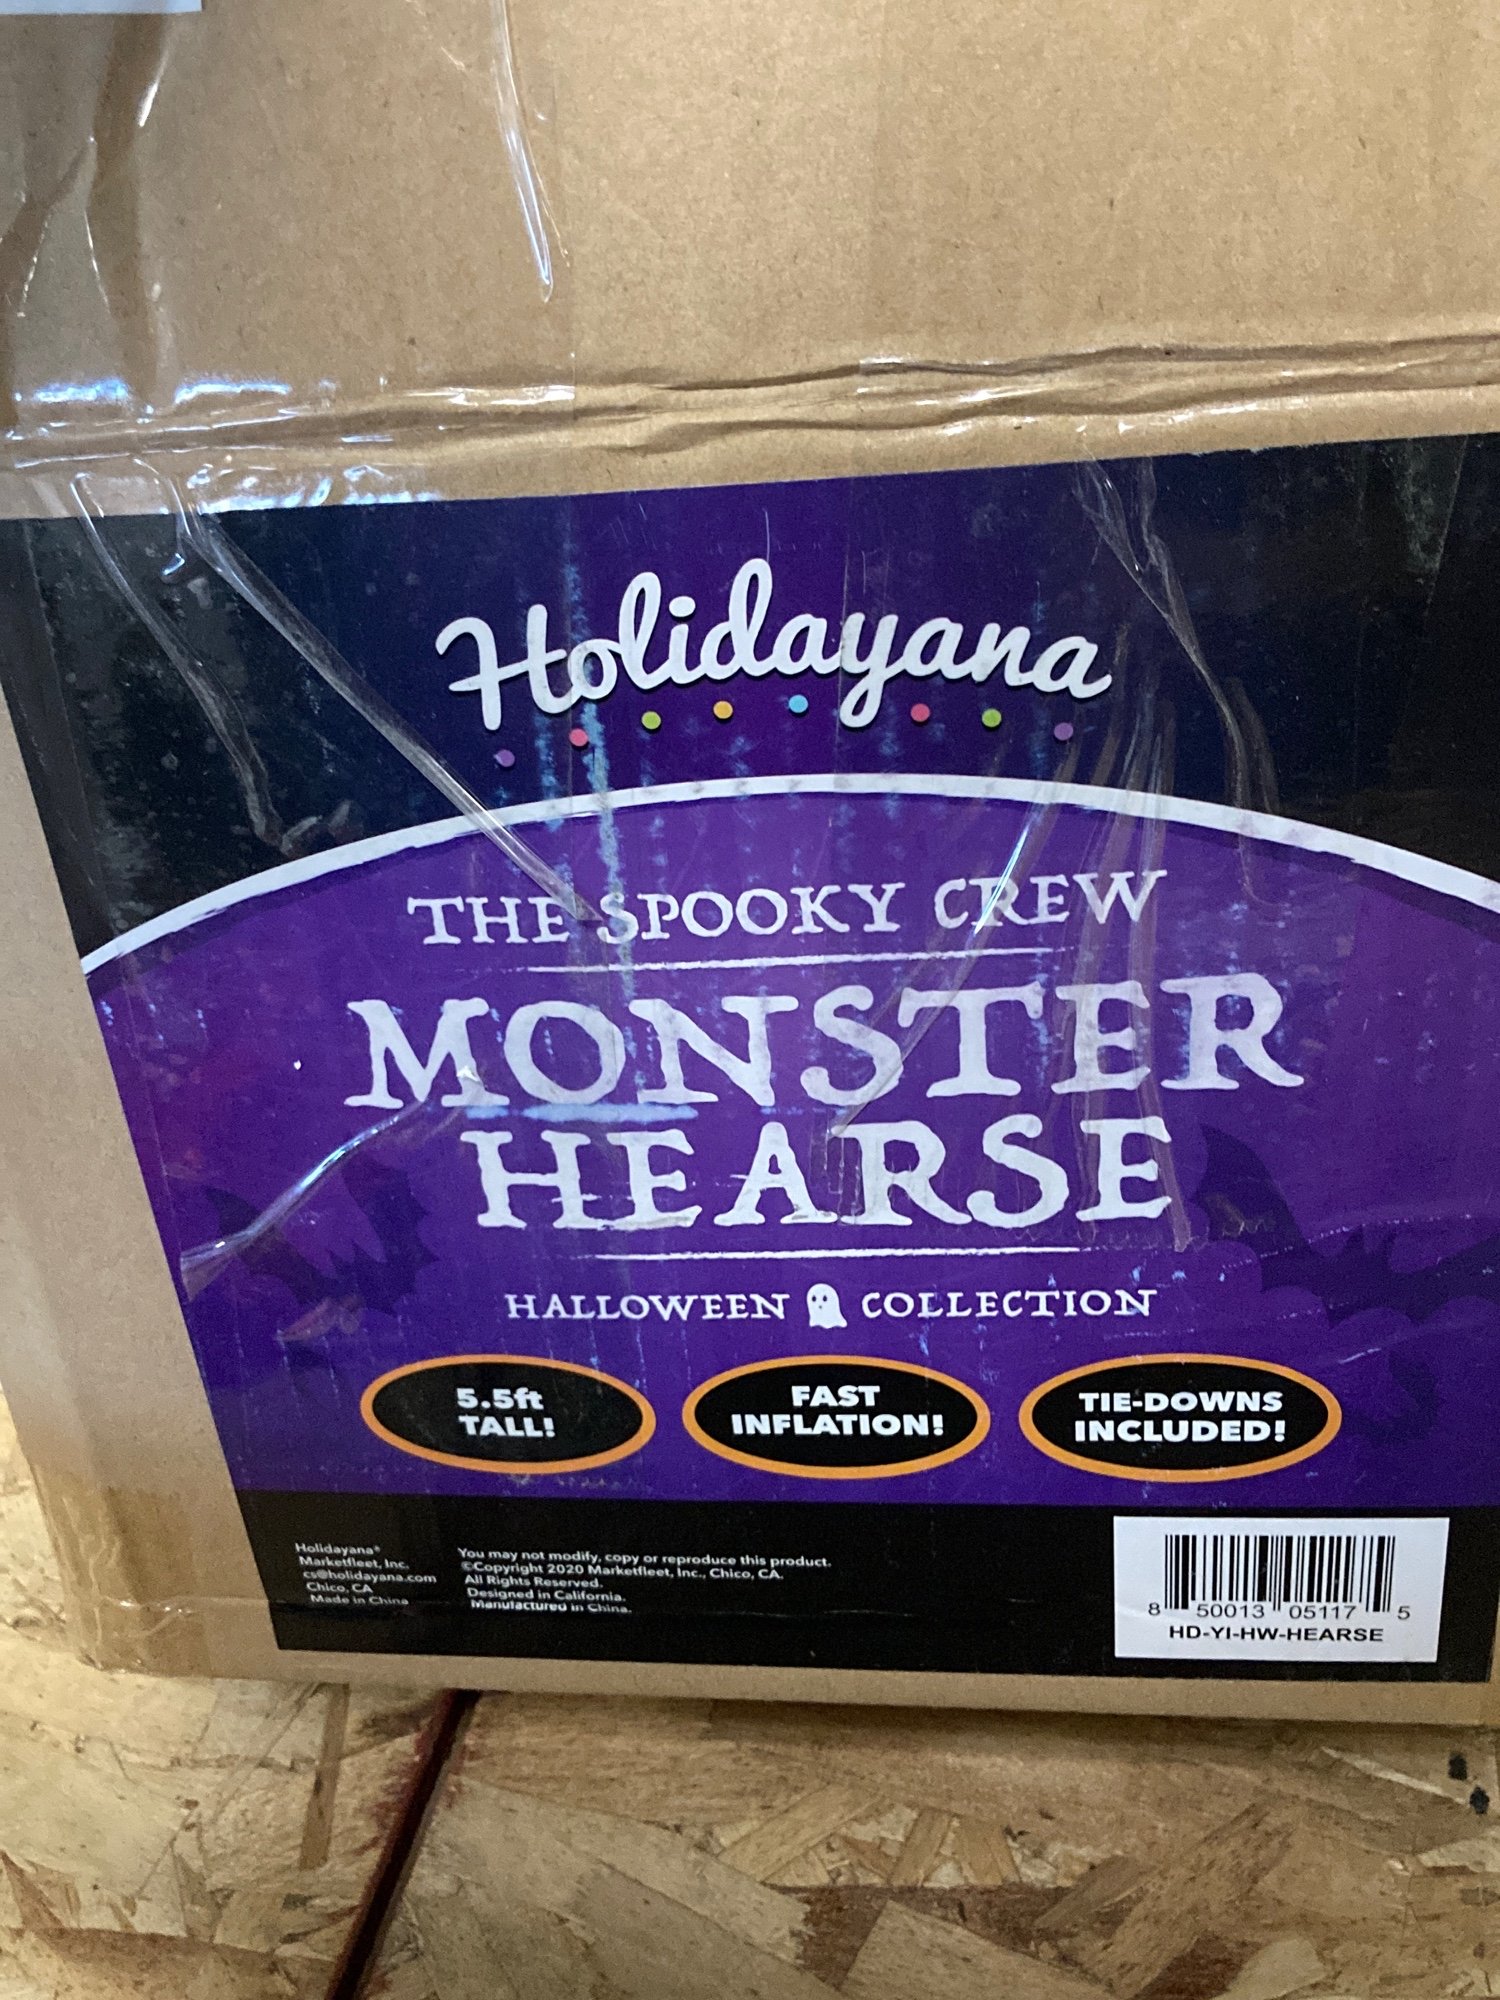 Holidayana
THE SPOOKY CREW
MONSTER
HEARSE
HALLOWEEN COLLECTION
5.5ft
TALL!
FAST
INFLATION!
TIE-DOWNS
INCLUDED!
Holidayana®
Marketfleet, Inc.
cs@holidayana.com
Chico, CA
Made in China
You may not modify, copy or reproduce this product.
©Copyright 2020 Marketfleet, Inc., Chico, CA.
All Rights Reserved.
Designed in California.
Manufactured in China.
8 50013 05117 5
HD-YI-HW-HEARSE